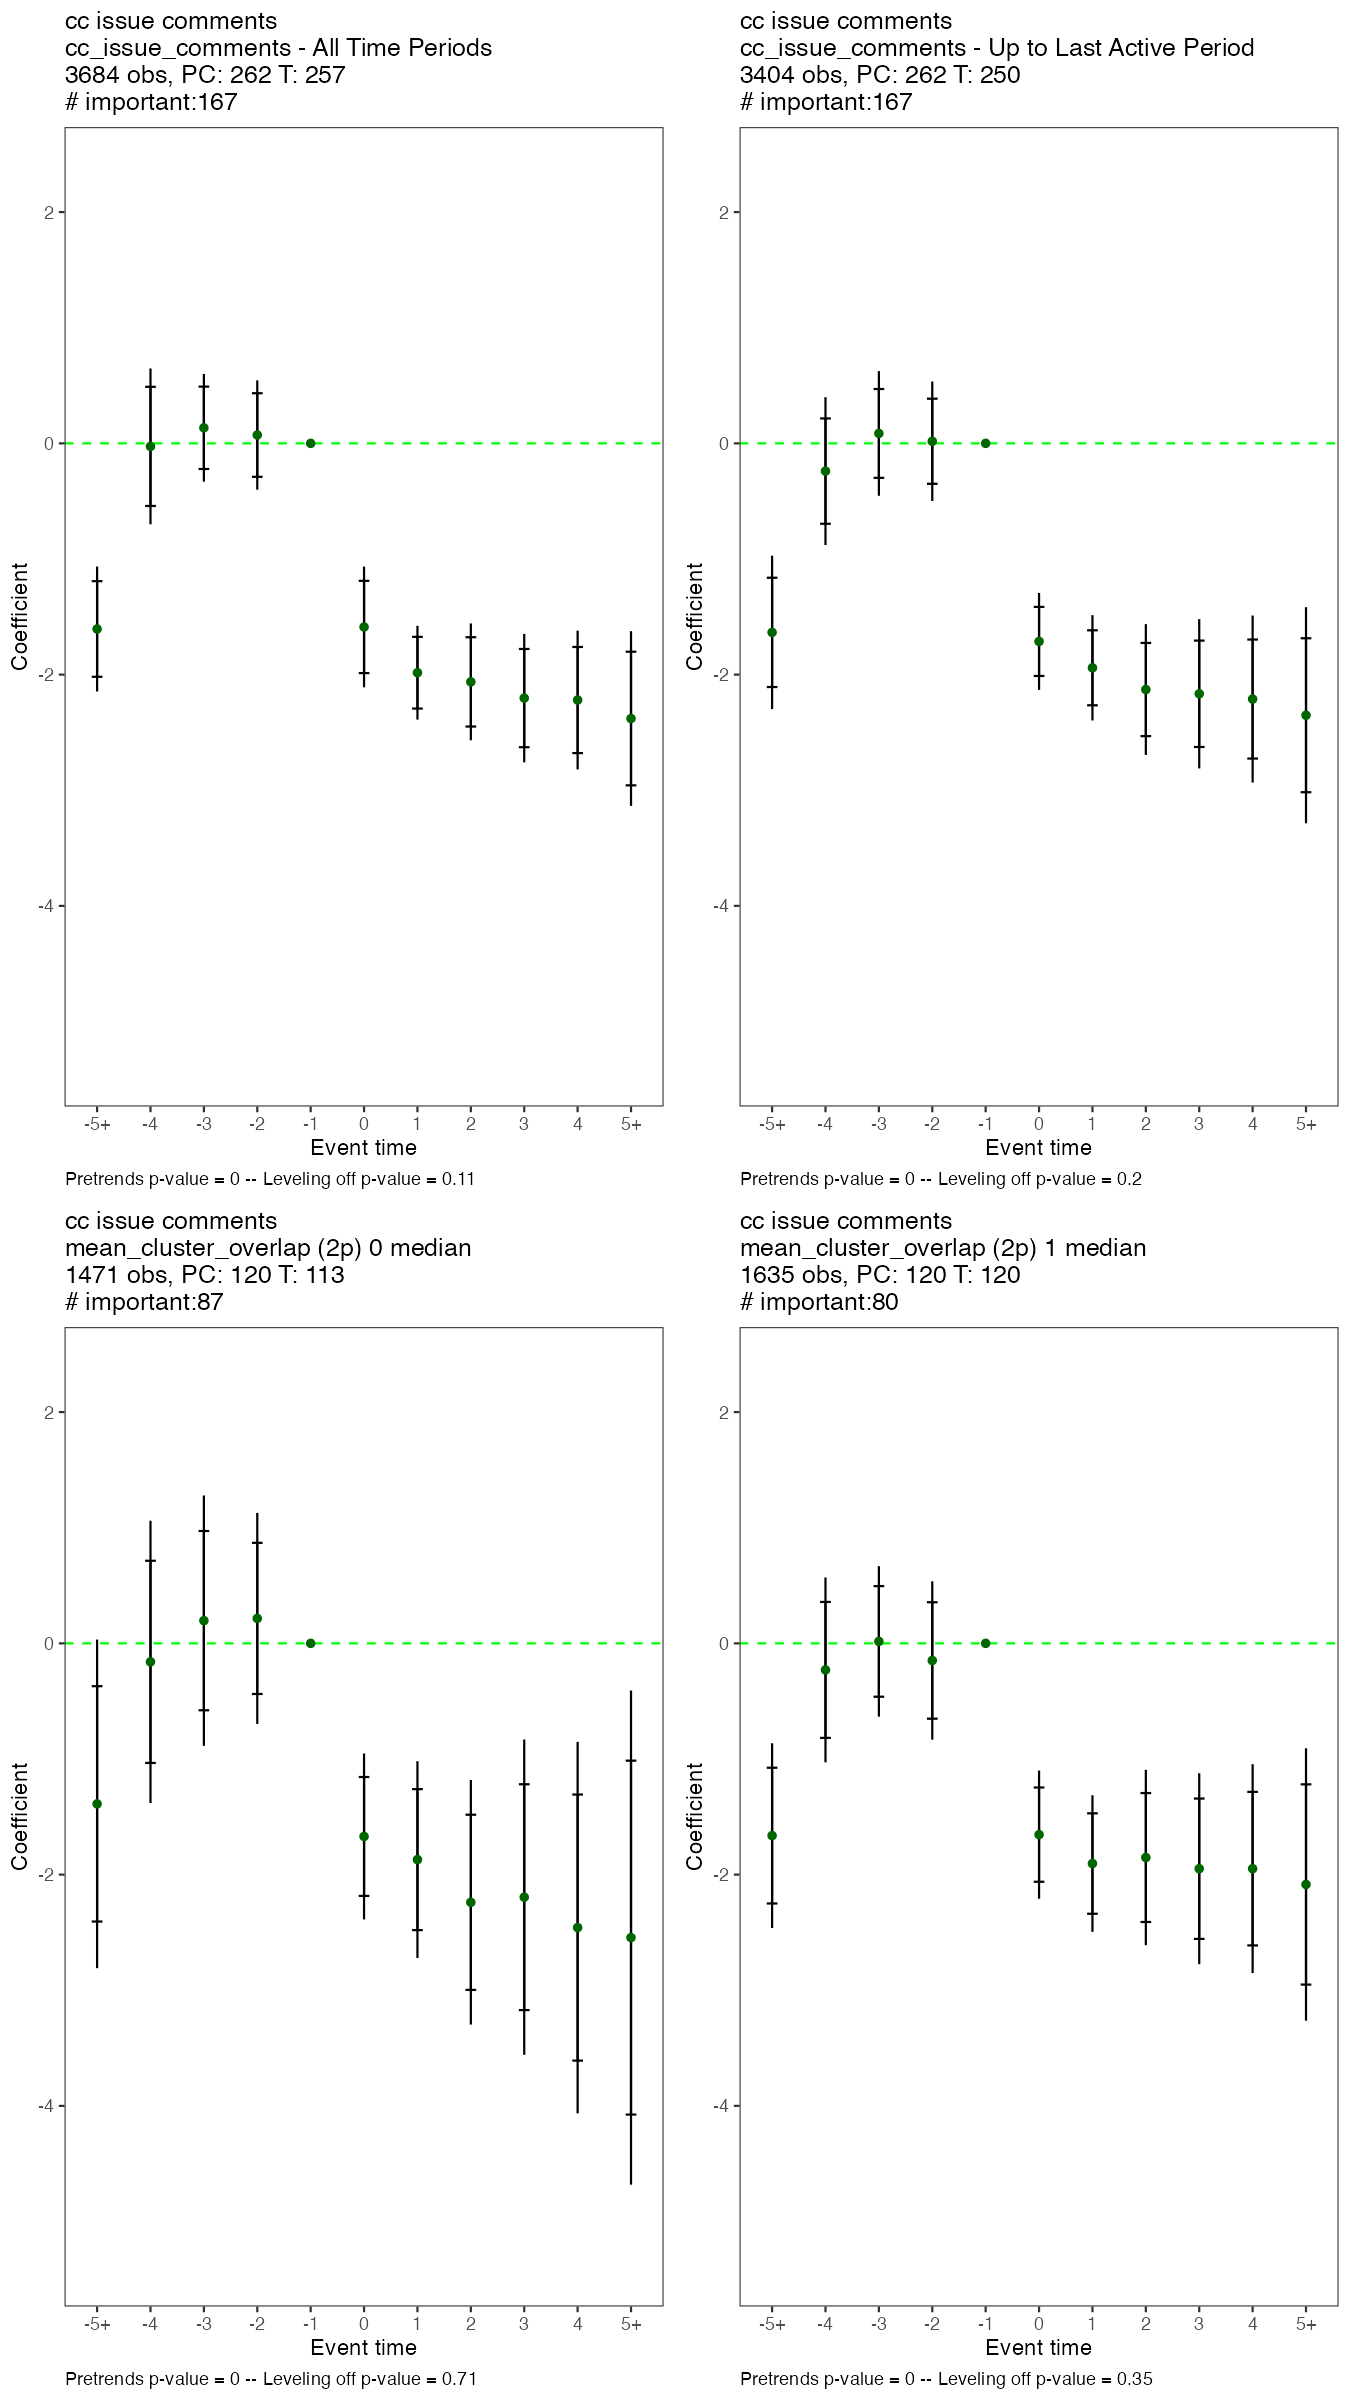 cc issue comments
cc_issue_comments - All Time Periods
3684 obs, PC: 262 T: 257
# important:167
2
0
-2
-4
Coefficient
-5+ -4 -3 -2 -1 0 1 2 3 4 5+
Event time
Pretrends p-value = 0 -- Leveling off p-value = 0.11
cc issue comments
cc_issue_comments - Up to Last Active Period
3404 obs, PC: 262 T: 250
# important:167
2
0
-2
-4
Coefficient
-5+ -4 -3 -2 -1 0 1 2 3 4 5+
Event time
Pretrends p-value = 0 -- Leveling off p-value = 0.2
cc issue comments
mean_cluster_overlap (2p) 0 median
1471 obs, PC: 120 T: 113
# important:87
2
0
-2
-4
Coefficient
-5+ -4 -3 -2 -1 0 1 2 3 4 5+
Event time
Pretrends p-value = 0 -- Leveling off p-value = 0.71
cc issue comments
mean_cluster_overlap (2p) 1 median
1635 obs, PC: 120 T: 120
# important:80
2
0
-2
-4
Coefficient
-5+ -4 -3 -2 -1 0 1 2 3 4 5+
Event time
Pretrends p-value = 0 -- Leveling off p-value = 0.35